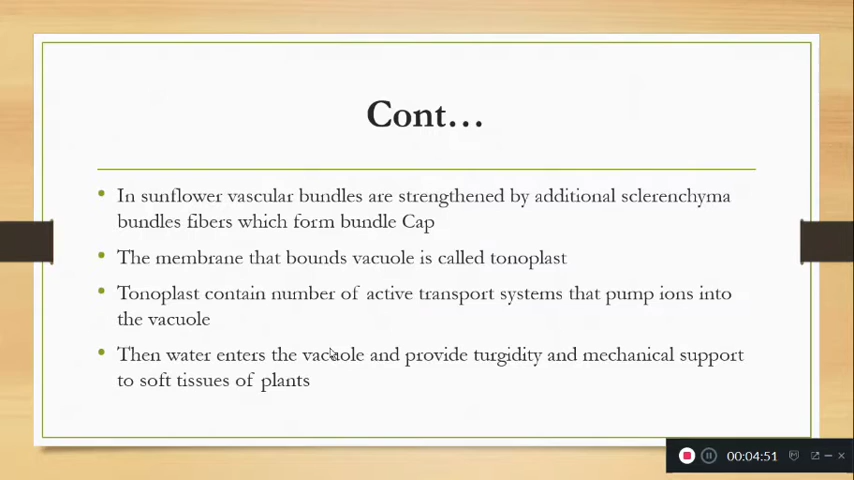 Cont...
• In sunflower vascular bundles are strengthened by additional sclerenchyma
bundles fibers which form bundle Cap
• The membrane that bounds vacuole is called tonoplast
• Tonoplast contain number of active transport systems that pump ions into
the vacuole
• Then water enters the vacuole and provide turgidity and mechanical support
to soft tissues of plants
00:04:51